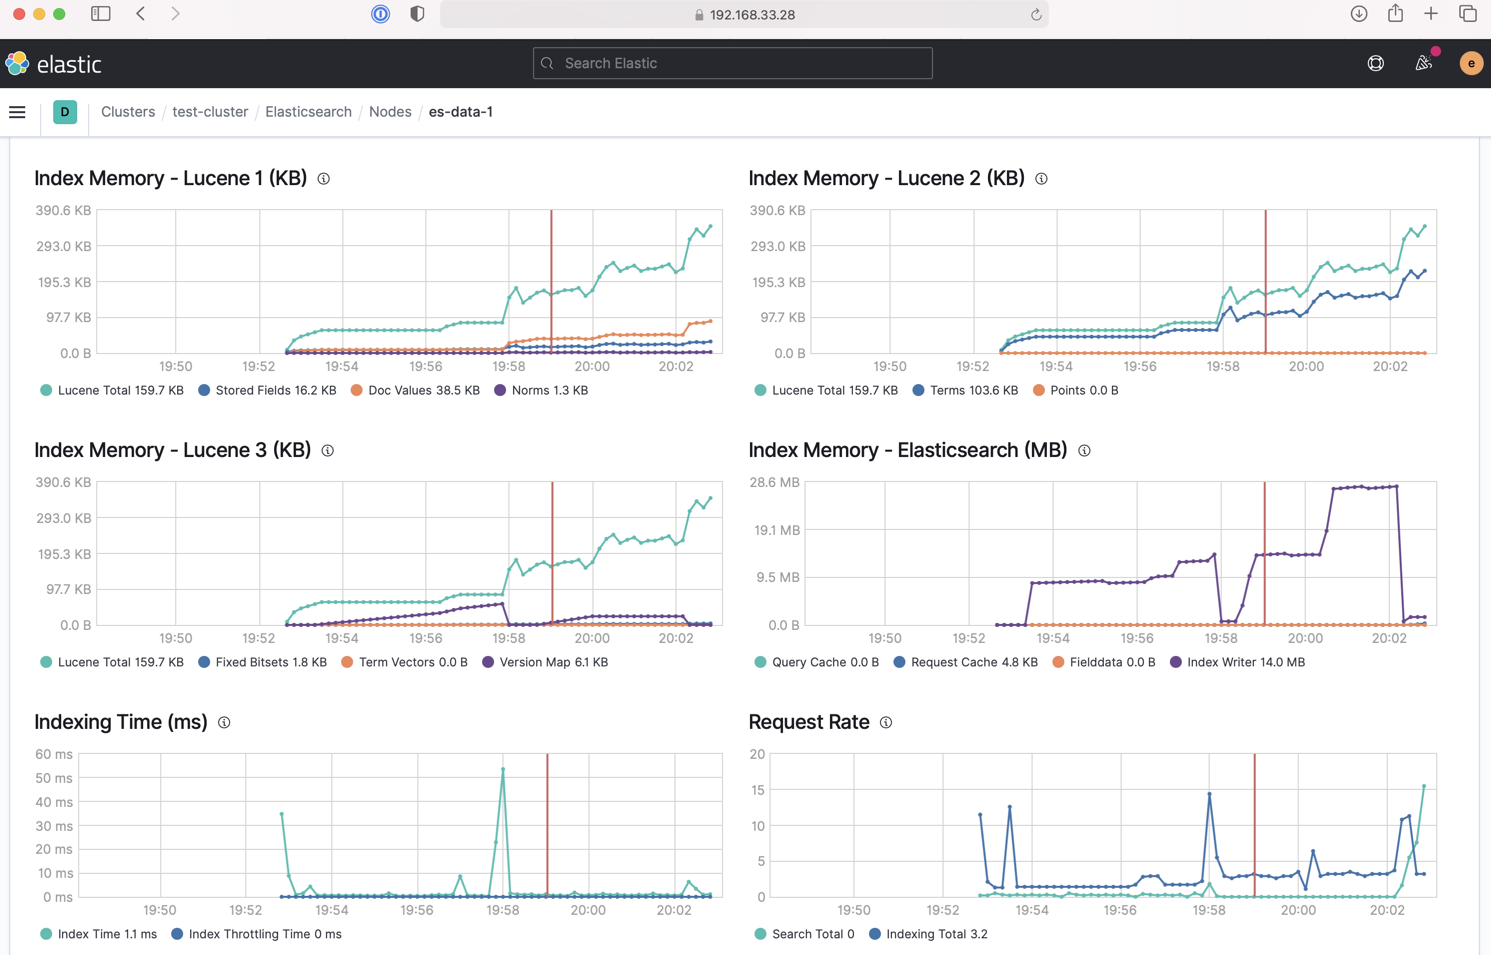 192.168.33.28
elastic
Search Elastic
e
D
Clusters / test-cluster / Elasticsearch / Nodes / es-data-1
Index Memory - Lucene 1 (KB)
390.6 KB
293.0 KB
195.3 KB
97.7 KB
0.0 B
19:50 19:52 19:54 19:56 19:58 20:00 20:02
Lucene Total 159.7 KB Stored Fields 16.2 KB Doc Values 38.5 KB Norms 1.3 KB
Index Memory - Lucene 2 (KB)
390.6 KB
293.0 KB
195.3 KB
97.7 KB
0.0 B
19:50 19:52 19:54 19:56 19:58 20:00 20:02
Lucene Total 159.7 KB Terms 103.6 KB Points 0.0 B
Index Memory - Lucene 3 (KB)
390.6 KB
293.0 KB
195.3 KB
97.7 KB
0.0 B
19:50 19:52 19:54 19:56 19:58 20:00 20:02
Lucene Total 159.7 KB Fixed Bitsets 1.8 KB Term Vectors 0.0 B Version Map 6.1 KB
Index Memory - Elasticsearch (MB)
28.6 MB
19.1 MB
9.5 MB
0.0 B
19:50 19:52 19:54 19:56 19:58 20:00 20:02
Query Cache 0.0 B Request Cache 4.8 KB Fielddata 0.0 B Index Writer 14.0 MB
Indexing Time (ms)
60 ms
50 ms
40 ms
30 ms
20 ms
10 ms
0 ms
19:50 19:52 19:54 19:56 19:58 20:00 20:02
Index Time 1.1 ms Index Throttling Time 0 ms
Request Rate
20
15
10
5
0
19:50 19:52 19:54 19:56 19:58 20:00 20:02
Search Total 0 Indexing Total 3.2